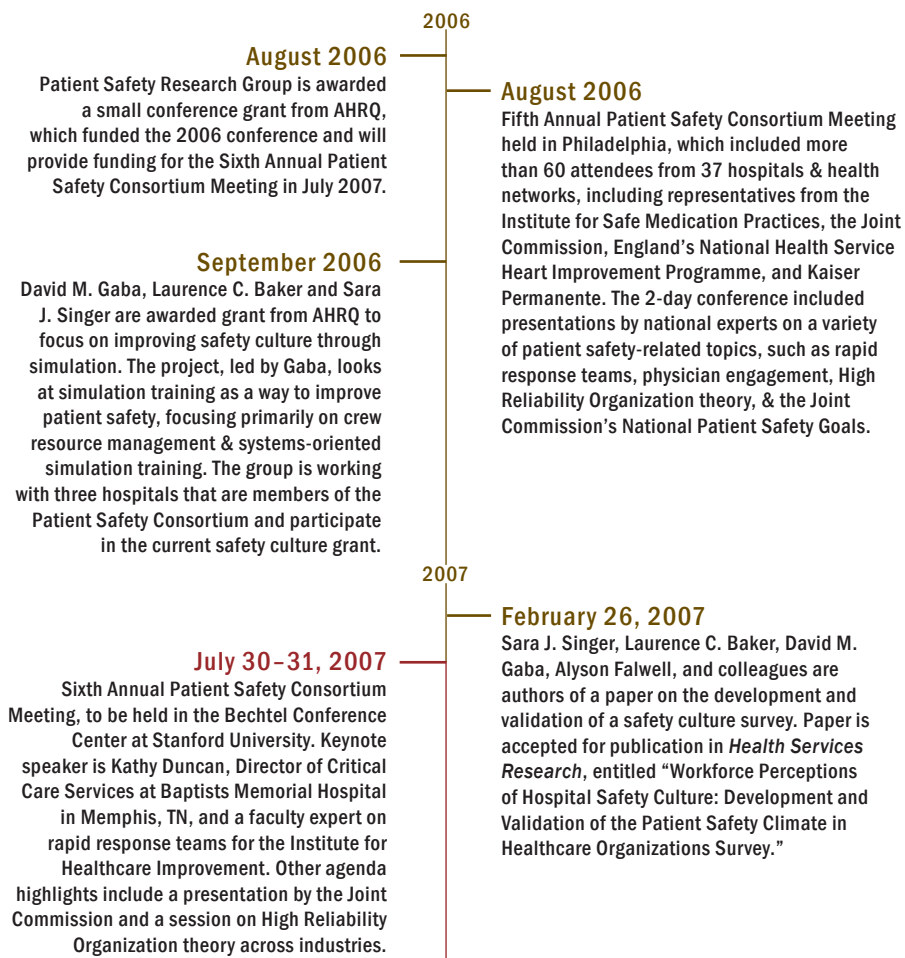 2006
August 2006
Patient Safety Research Group is awarded
a small conference grant from AHRQ,
which funded the 2006 conference and will
provide funding for the Sixth Annual Patient
Safety Consortium Meeting in July 2007.
August 2006
Fifth Annual Patient Safety Consortium Meeting
held in Philadelphia, which included more
than 60 attendees from 37 hospitals & health
networks, including representatives from the
Institute for Safe Medication Practices, the Joint
Commission, England's National Health Service
Heart Improvement Programme, and Kaiser
Permanente. The 2-day conference included
presentations by national experts on a variety
of patient safety-related topics, such as rapid
response teams, physician engagement, High
Reliability Organization theory, & the Joint
Commission's National Patient Safety Goals.
September 2006
David M. Gaba, Laurence C. Baker and Sara
J. Singer are awarded grant from AHRQ to
focus on improving safety culture through
simulation. The project, led by Gaba, looks
at simulation training as a way to improve
patient safety, focusing primarily on crew
resource management & systems-oriented
simulation training. The group is working
with three hospitals that are members of the
Patient Safety Consortium and participate
in the current safety culture grant.
2007
February 26, 2007
Sara J. Singer, Laurence C. Baker, David M.
Gaba, Alyson Falwell, and colleagues are
authors of a paper on the development and
validation of a safety culture survey. Paper is
accepted for publication in Health Services
Research, entitled “Workforce Perceptions
of Hospital Safety Culture: Development and
Validation of the Patient Safety Climate in
Healthcare Organizations Survey.”
July 30–31, 2007
Sixth Annual Patient Safety Consortium
Meeting, to be held in the Bechtel Conference
Center at Stanford University. Keynote
speaker is Kathy Duncan, Director of Critical
Care Services at Baptists Memorial Hospital
in Memphis, TN, and a faculty expert on
rapid response teams for the Institute for
Healthcare Improvement. Other agenda
highlights include a presentation by the Joint
Commission and a session on High Reliability
Organization theory across industries.